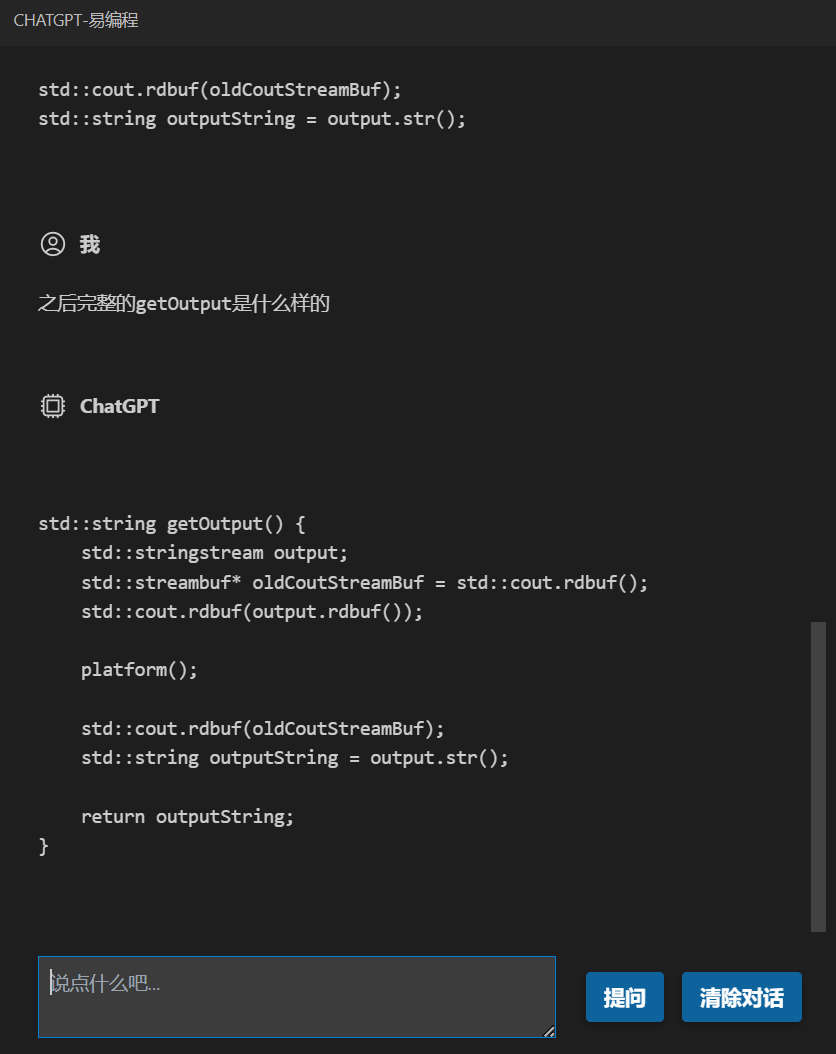 CHATGPT-易编程
std::cout.rdbuf(oldCoutStreamBuf);
std::string outputString = output.str();
我
之后完整的getOutput是什么样的
ChatGPT
std::string getOutput() {
    std::stringstream output;
    std::streambuf* oldCoutStreamBuf = std::cout.rdbuf();
    std::cout.rdbuf(output.rdbuf());
    platform();
    std::cout.rdbuf(oldCoutStreamBuf);
    std::string outputString = output.str();
    return outputString;
}
说点什么吧...
提问
清除对话